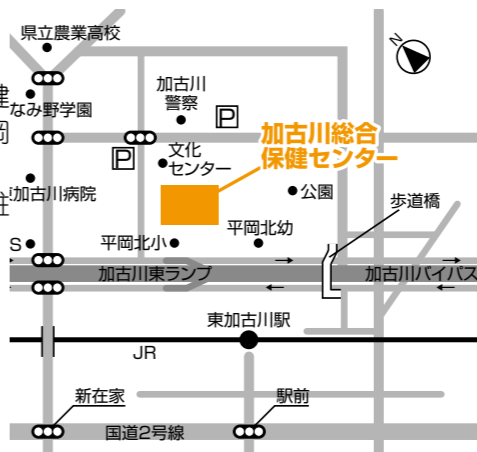 県立農業高校
N
加古川
警察
なみ野学園
P
加古川総合
保健センター
P
文化
センター
公園
加古川病院
歩道橋
S
平岡北小
平岡北幼
加古川東ランプ
加古川バイパス
東加古川駅
JR
新在家
駅前
国道2号線